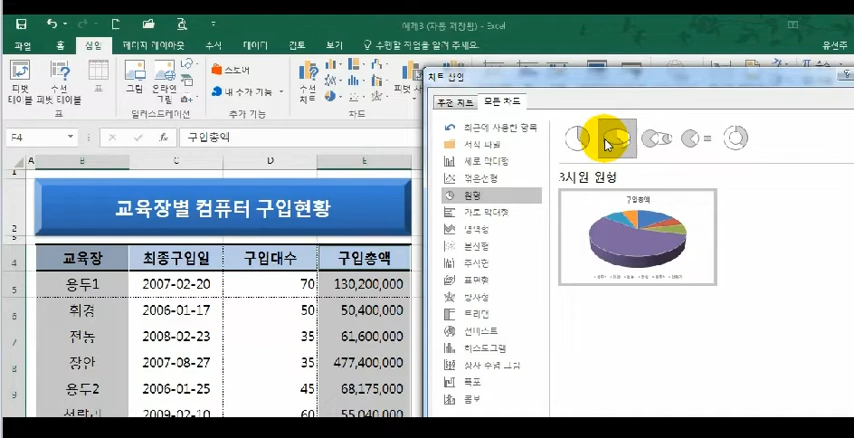 예제3 (자동 저장됨) - Excel
파일 홈 삽입 페이지 레이아웃 수식 데이터 검토 보기 수행할 작업을 알려 주세요. 유선주
피벗 테이블 추천 피벗 테이블 표 그림 온라인 그림 스토어 내 추가 기능 추천 차트
표 일러스트레이션 추가 기능 차트
E4 구입총액
B C D E
교육장별 컴퓨터 구입현황
교육장 최종구입일 구입대수 구입총액
용두1 2007-02-20 70 130,200,000
휘경 2006-01-17 50 50,400,000
전농 2008-02-23 35 61,600,000
장안 2007-08-27 35 477,400,000
용두2 2006-01-25 45 68,175,000
2009-02-10 60 55,040,000
차트 삽입
추천 차트 모든 차트
최근에 사용한 항목
서식 파일
세로 막대형
꺾은선형
원형
가로 막대형
영역형
분산형
주식형
표면형
방사형
트리맵
선버스트
히스토그램
상자 수염 그림
폭포
콤보
3차원 원형
구입총액